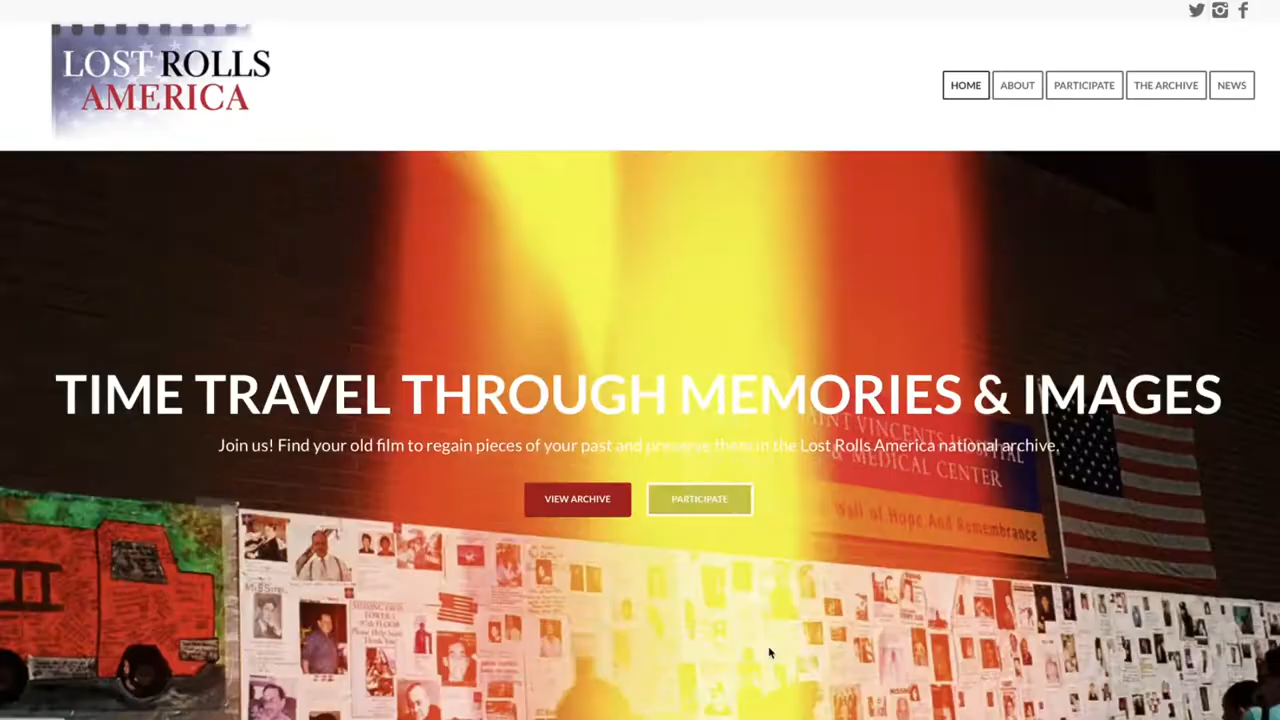 LOST ROLLS
AMERICA
HOME
ABOUT
PARTICIPATE
THE ARCHIVE
NEWS
TIME TRAVEL THROUGH MEMORIES & IMAGES
Join us! Find your old film to regain pieces of your past and preserve them in the Lost Rolls America national archive.
VIEW ARCHIVE
PARTICIPATE
SAINT VINCENTS HOSPITAL
& MEDICAL CENTER
Wall of Hope And Remembrance
MISSING